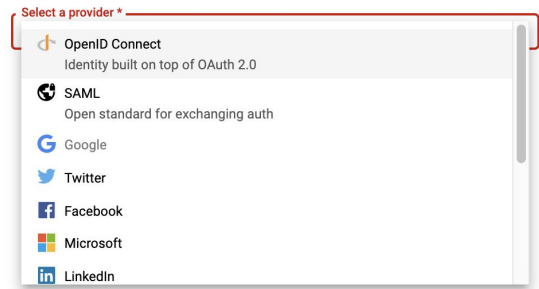 Select a provider *
OpenID Connect
Identity built on top of OAuth 2.0
SAML
Open standard for exchanging auth
Google
Twitter
Facebook
Microsoft
LinkedIn